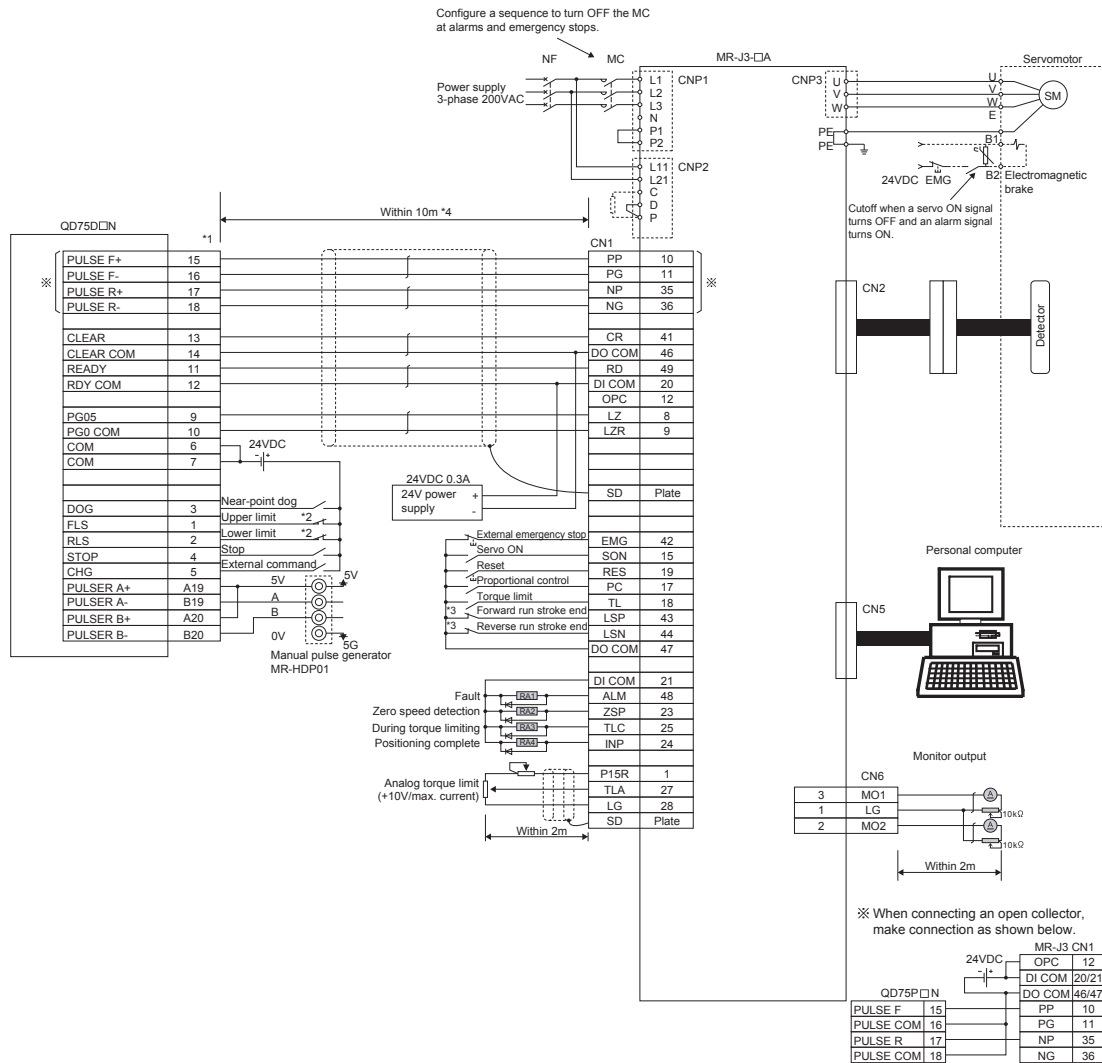 Configure a sequence to turn OFF the MC
at alarms and emergency stops.
NF MC
MR-J3-□A
Servomotor
Power supply
3-phase 200VAC
L1 CNP1
L2
L3
N
P1
P2
L11 CNP2
L21
C
D
P
CNP3 U
V
W
PE
PE
U
V
W
E
SM
B1
B2
24VDC EMG
Electromagnetic
brake
Cutoff when a servo ON signal
turns OFF and an alarm signal
turns ON.
Within 10m *4
QD75D□N
*1
CN1
※ PULSE F+ 15
PULSE F- 16
PULSE R+ 17
PULSE R- 18
CLEAR 13
CLEAR COM 14
READY 11
RDY COM 12
PG05 9
PG0 COM 10
COM 6
COM 7
24VDC
- +
DOG 3 Near-point dog
FLS 1 Upper limit *2
RLS 2 Lower limit *2
STOP 4 Stop
CHG 5 External command
PULSER A+ A19 5V 5V
PULSER A- B19 A
PULSER B+ A20 B
PULSER B- B20 0V 5G
Manual pulse generator
MR-HDP01
PP 10 ※
PG 11
NP 35
NG 36
CR 41
DO COM 46
RD 49
DI COM 20
OPC 12
LZ 8
LZR 9
24VDC 0.3A
24V power +
supply -
SD Plate
External emergency stop EMG 42
Servo ON SON 15
Reset RES 19
Proportional control PC 17
Torque limit TL 18
*3 Forward run stroke end LSP 43
*3 Reverse run stroke end LSN 44
DO COM 47
DI COM 21
Fault RA1 ALM 48
Zero speed detection RA2 ZSP 23
During torque limiting RA3 TLC 25
Positioning complete RA4 INP 24
Analog torque limit
(+10V/max. current)
P15R 1
TLA 27
LG 28
SD Plate
Within 2m
CN2
Detector
Personal computer
CN5
Monitor output
CN6
3 MO1 A
1 LG 10kΩ
2 MO2 A
10kΩ
Within 2m
※ When connecting an open collector,
make connection as shown below.
MR-J3 CN1
24VDC
- +
OPC 12
DI COM 20/21
DO COM 46/47
PP 10
PG 11
NP 35
NG 36
QD75P□N
PULSE F 15
PULSE COM 16
PULSE R 17
PULSE COM 18